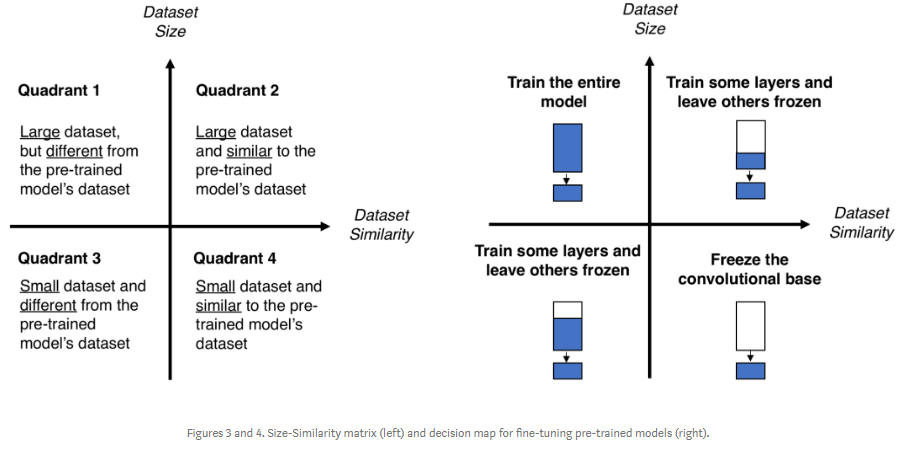 Dataset
Size
Quadrant 1
Large dataset,
but different from
the pre-trained
model's dataset
Quadrant 2
Large dataset
and similar to the
pre-trained
model's dataset
Dataset
Similarity
Quadrant 3
Small dataset and
different from the
pre-trained
model's dataset
Quadrant 4
Small dataset and
similar to the pre-
trained model's
dataset
Dataset
Size
Train the entire
model
Train some layers and
leave others frozen
Dataset
Similarity
Train some layers and
leave others frozen
Freeze the
convolutional base
Figures 3 and 4. Size-Similarity matrix (left) and decision map for fine-tuning pre-trained models (right).